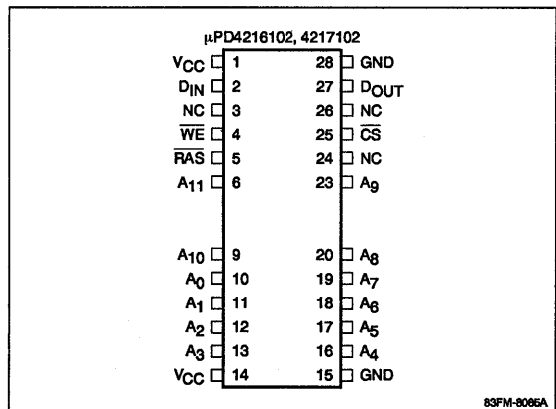 μPD4216102, 4217102
VCC 1 28 GND
DIN 2 27 DOUT
NC 3 26 NC
WE 4 25 CS
RAS 5 24 NC
A11 6 23 A9
A10 9 20 A8
A0 10 19 A7
A1 11 18 A6
A2 12 17 A5
A3 13 16 A4
VCC 14 15 GND
83FM-8085A